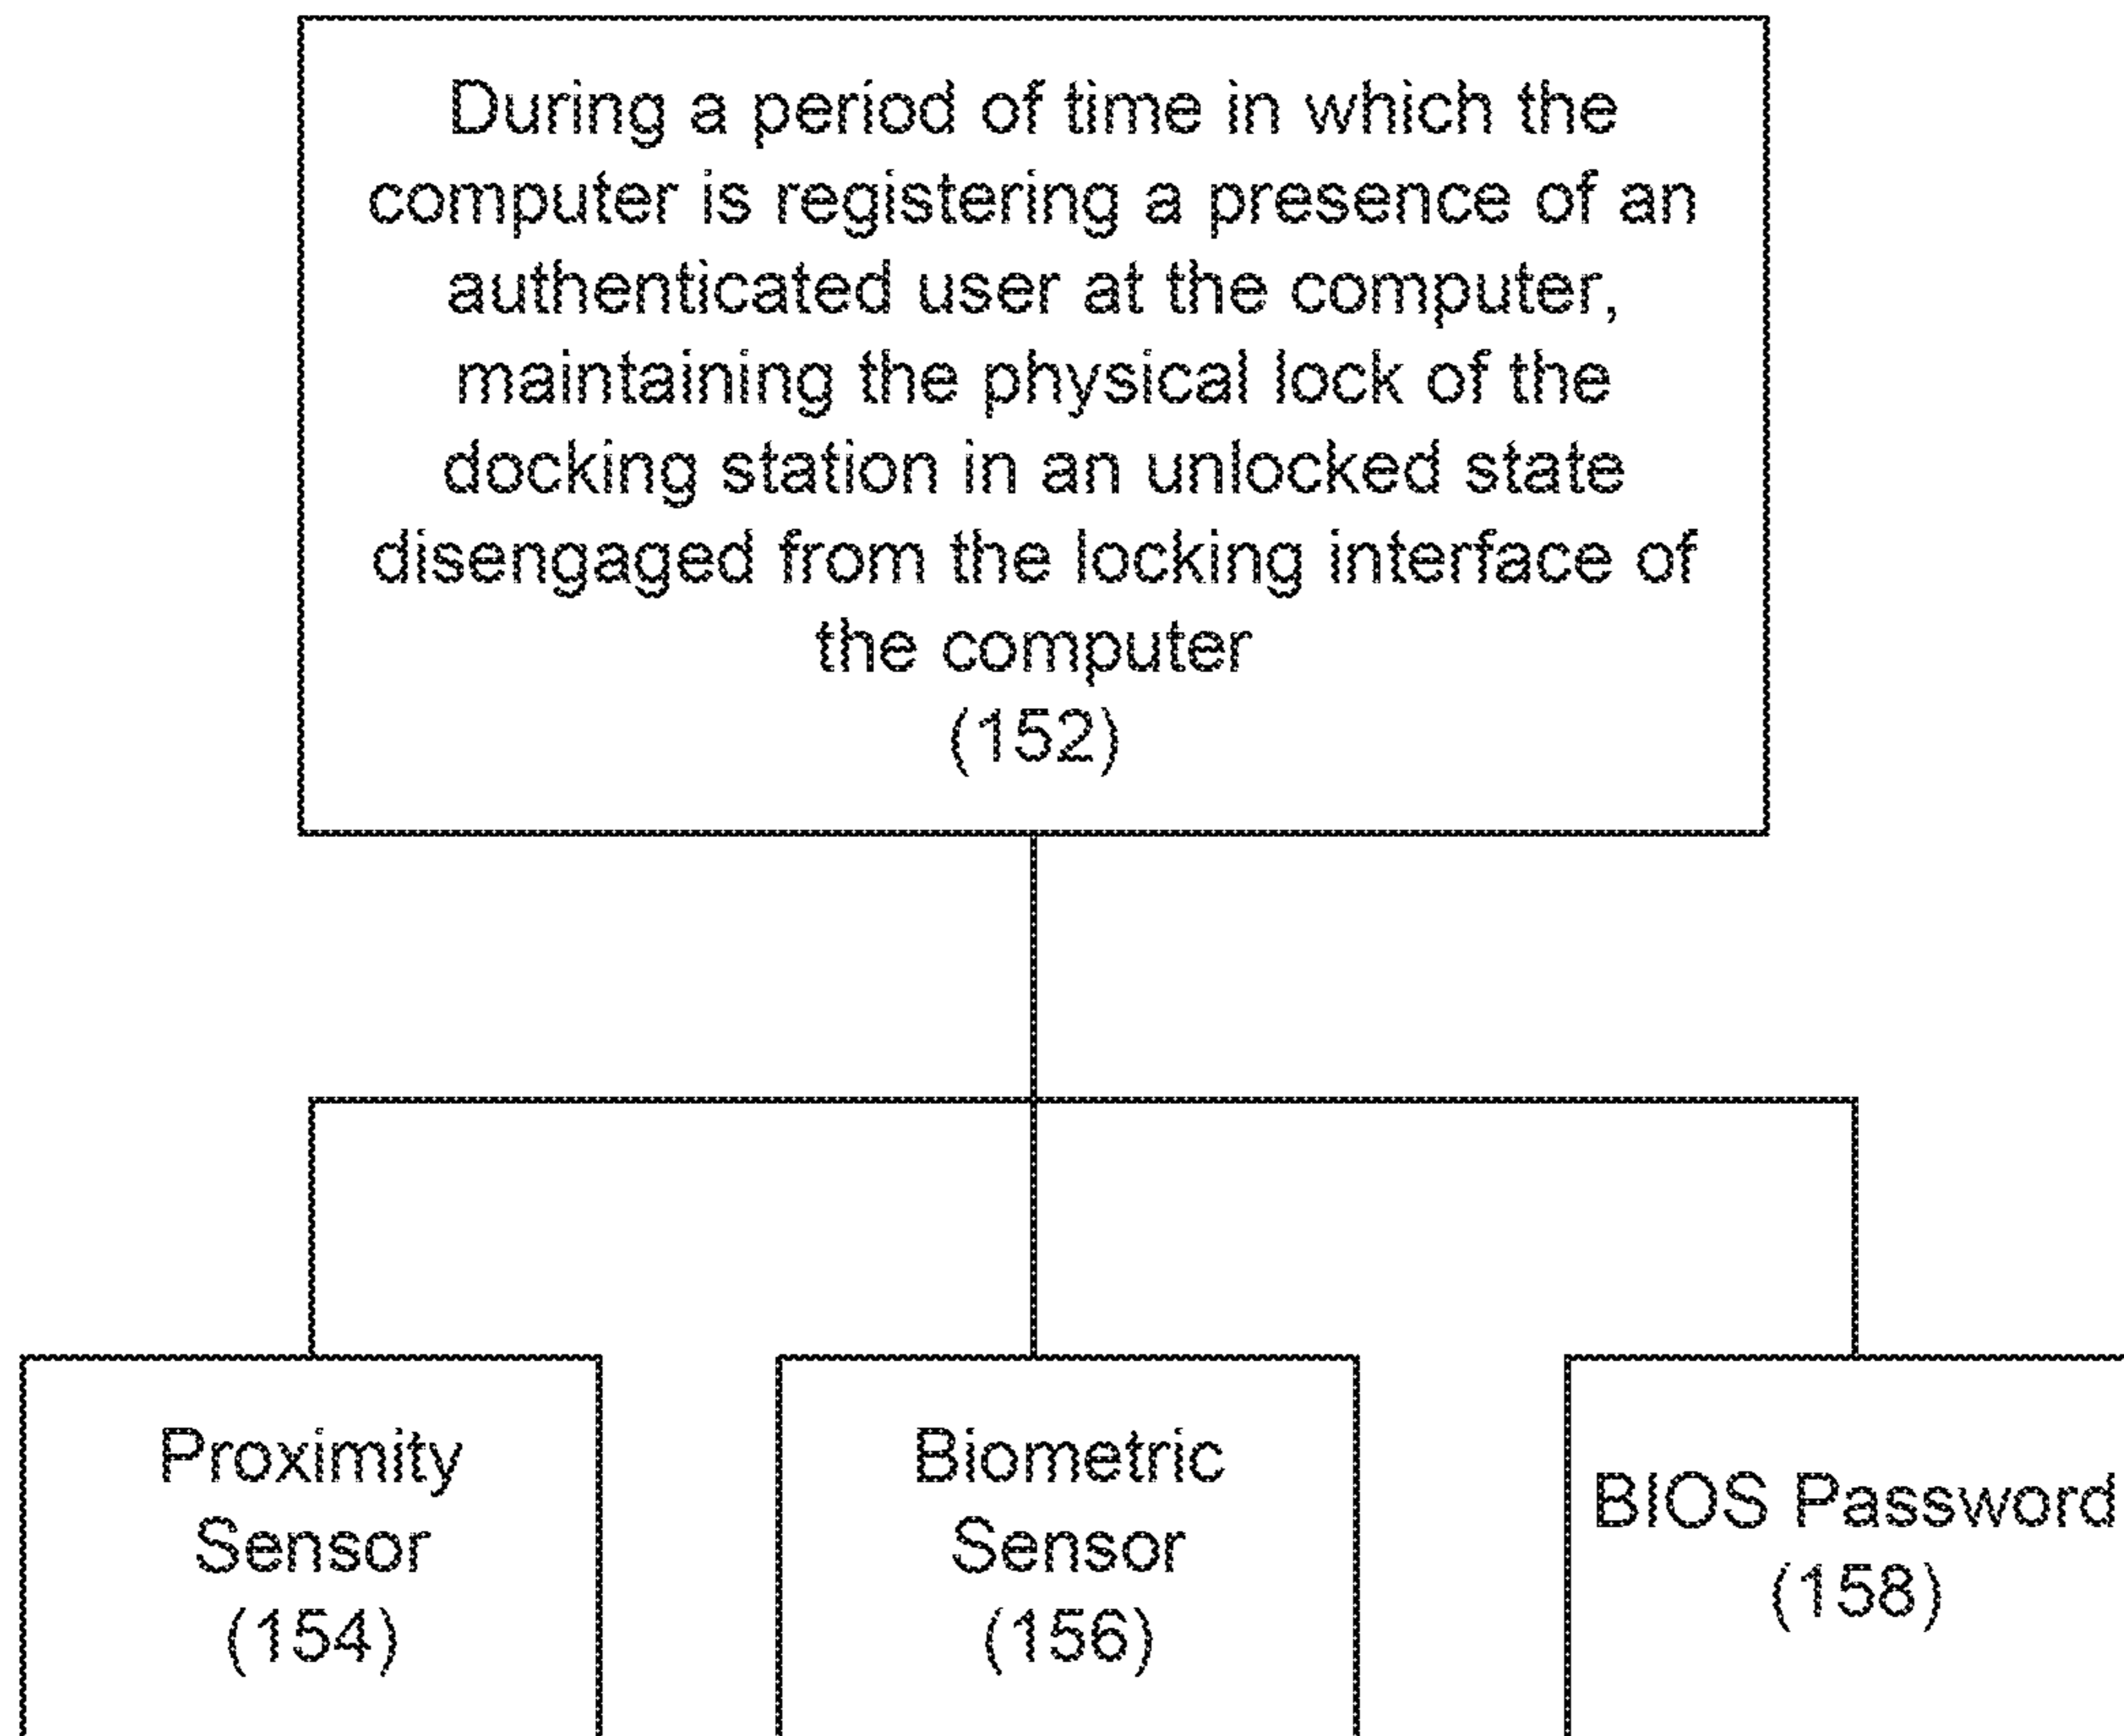 During a period of time in which the
computer is registering a presence of an
authenticated user at the computer,
maintaining the physical lock of the
docking station in an unlocked state
disengaged from the locking interface of
the computer
(152)
Proximity
Sensor
(154)
Biometric
Sensor
(156)
BIOS Password
(158)